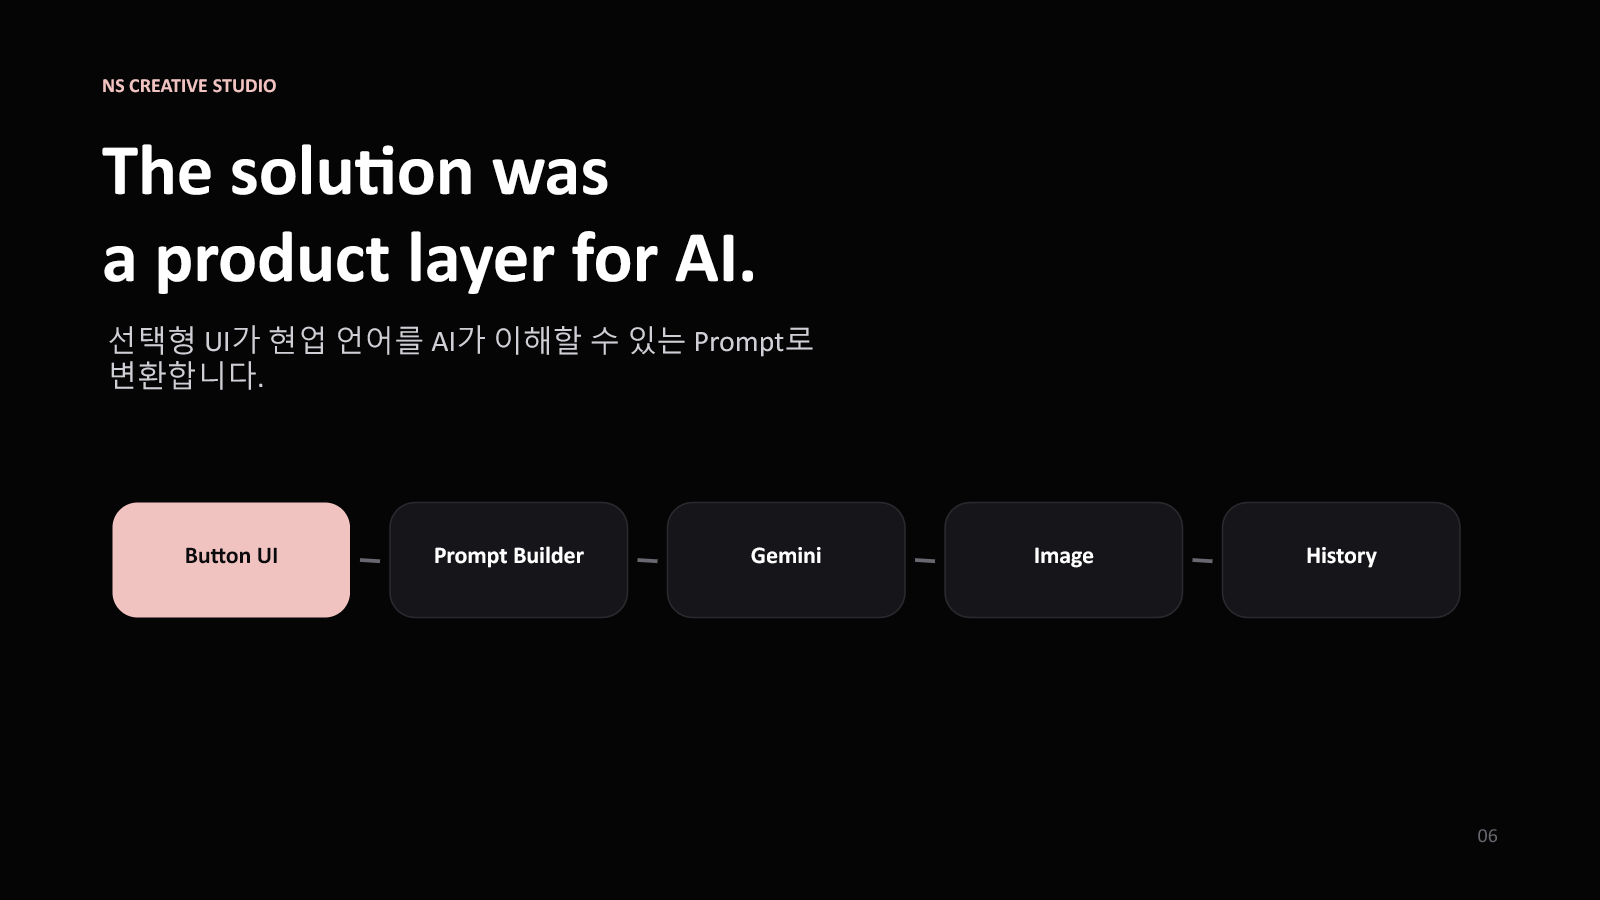 NS CREATIVE STUDIO
The solution was
a product layer for AI.
선택형 UI가 현업 언어를 AI가 이해할 수 있는 Prompt로
변환합니다.
Button UI
Prompt Builder
Gemini
Image
History
06